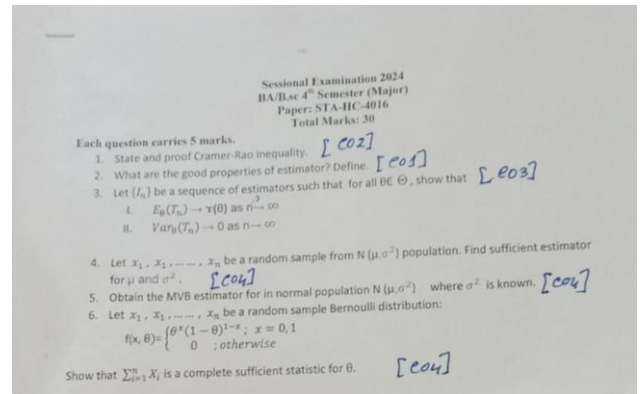 Sessional Examination 2024
BA/B.sc 4th Semester (Major)
Paper: STA-HC-4016
Total Marks: 30
Each question carries 5 marks.
1. State and proof Cramer-Rao inequality. [CO2]
2. What are the good properties of estimator? Define. [CO1]
3. Let {Tn} be a sequence of estimators such that for all θ∈ Θ, show that [CO3]
I. Eθ(Tn) → γ(θ) as n → ∞
II. Varθ(Tn) → 0 as n → ∞
4. Let x1, x1, ......, xn be a random sample from N (μ,σ²) population. Find sufficient estimator
for μ and σ². [CO4]
5. Obtain the MVB estimator for in normal population N (μ,σ²) where σ² is known. [CO4]
6. Let x1, x1, ......, xn be a random sample Bernoulli distribution:
f(x, θ)={θ^x(1 − θ)^(1−x); x = 0,1
0 ; otherwise
Show that Σⁿᵢ₌₁ Xi is a complete sufficient statistic for θ. [CO4]